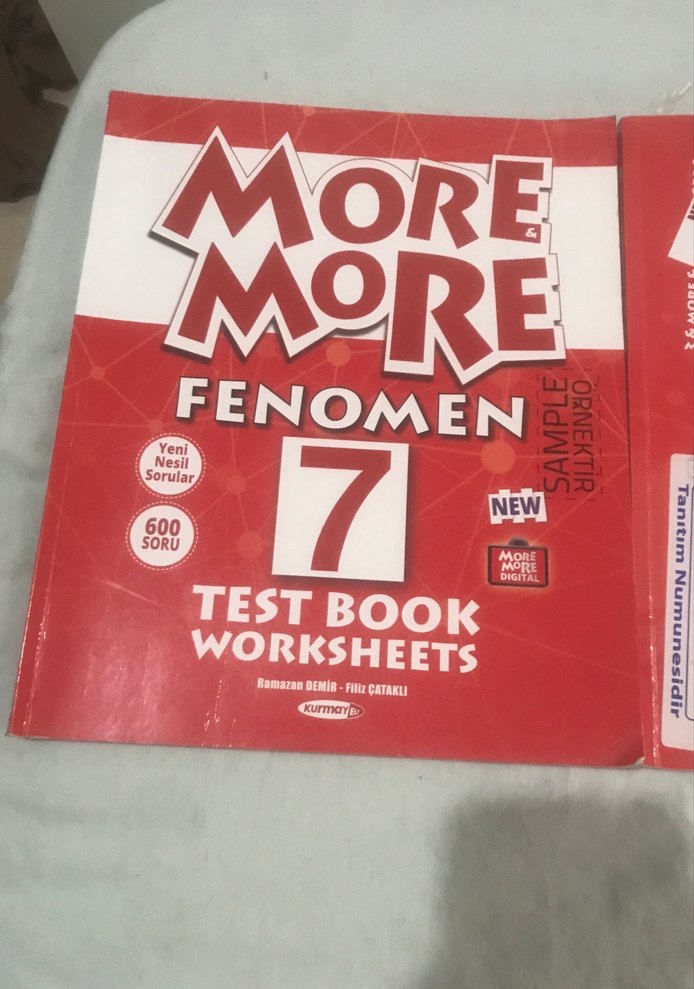 MORE &
MORE
FENOMEN
7
Yeni
Nesil
Sorular
600
SORU
SAMPLE
ÖRNEKTİR
NEW
MORE
MORE
DIGITAL
TEST BOOK
WORKSHEETS
Ramazan DEMİR - Filiz ÇATAKLI
KURMAY ELT
Tanıtım Numunesidir